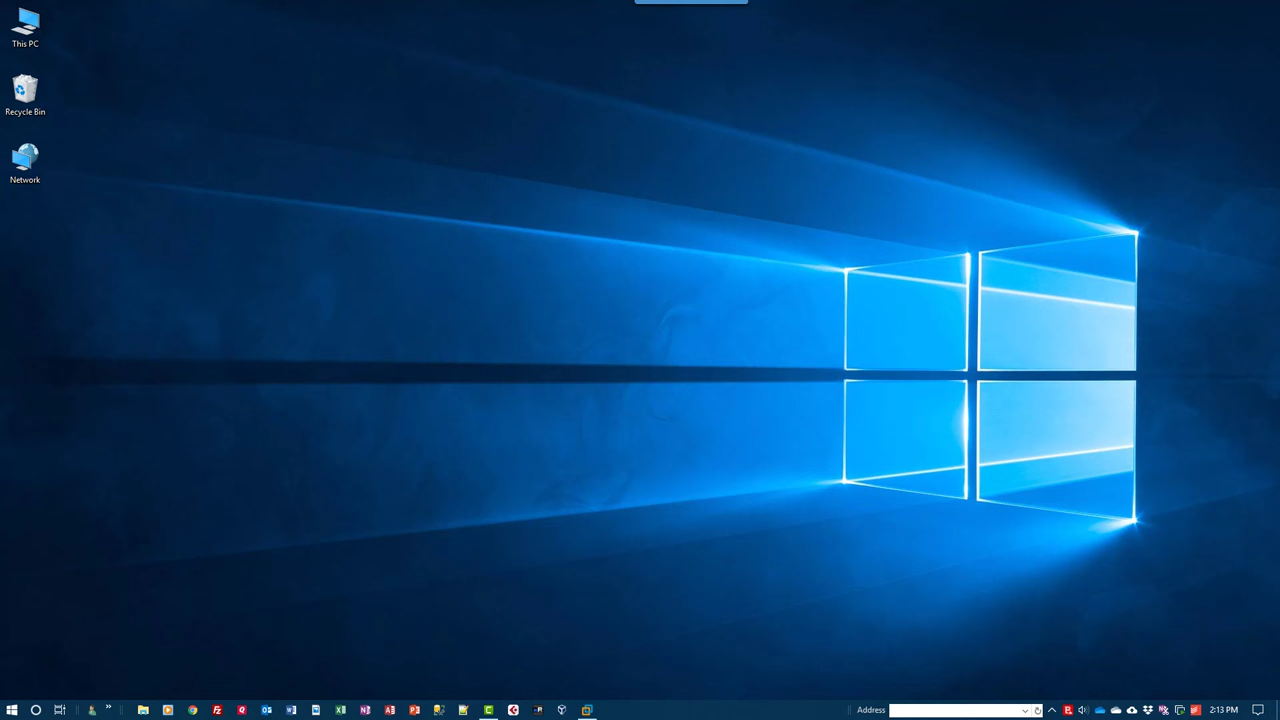 This PC
Recycle Bin
Network
Address
2:13 PM